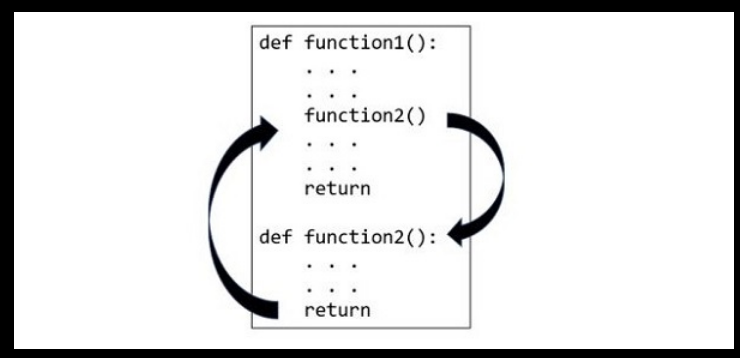 def function1():
. . .
. . .
function2()
. . .
. . .
return
def function2():
. . .
. . .
return